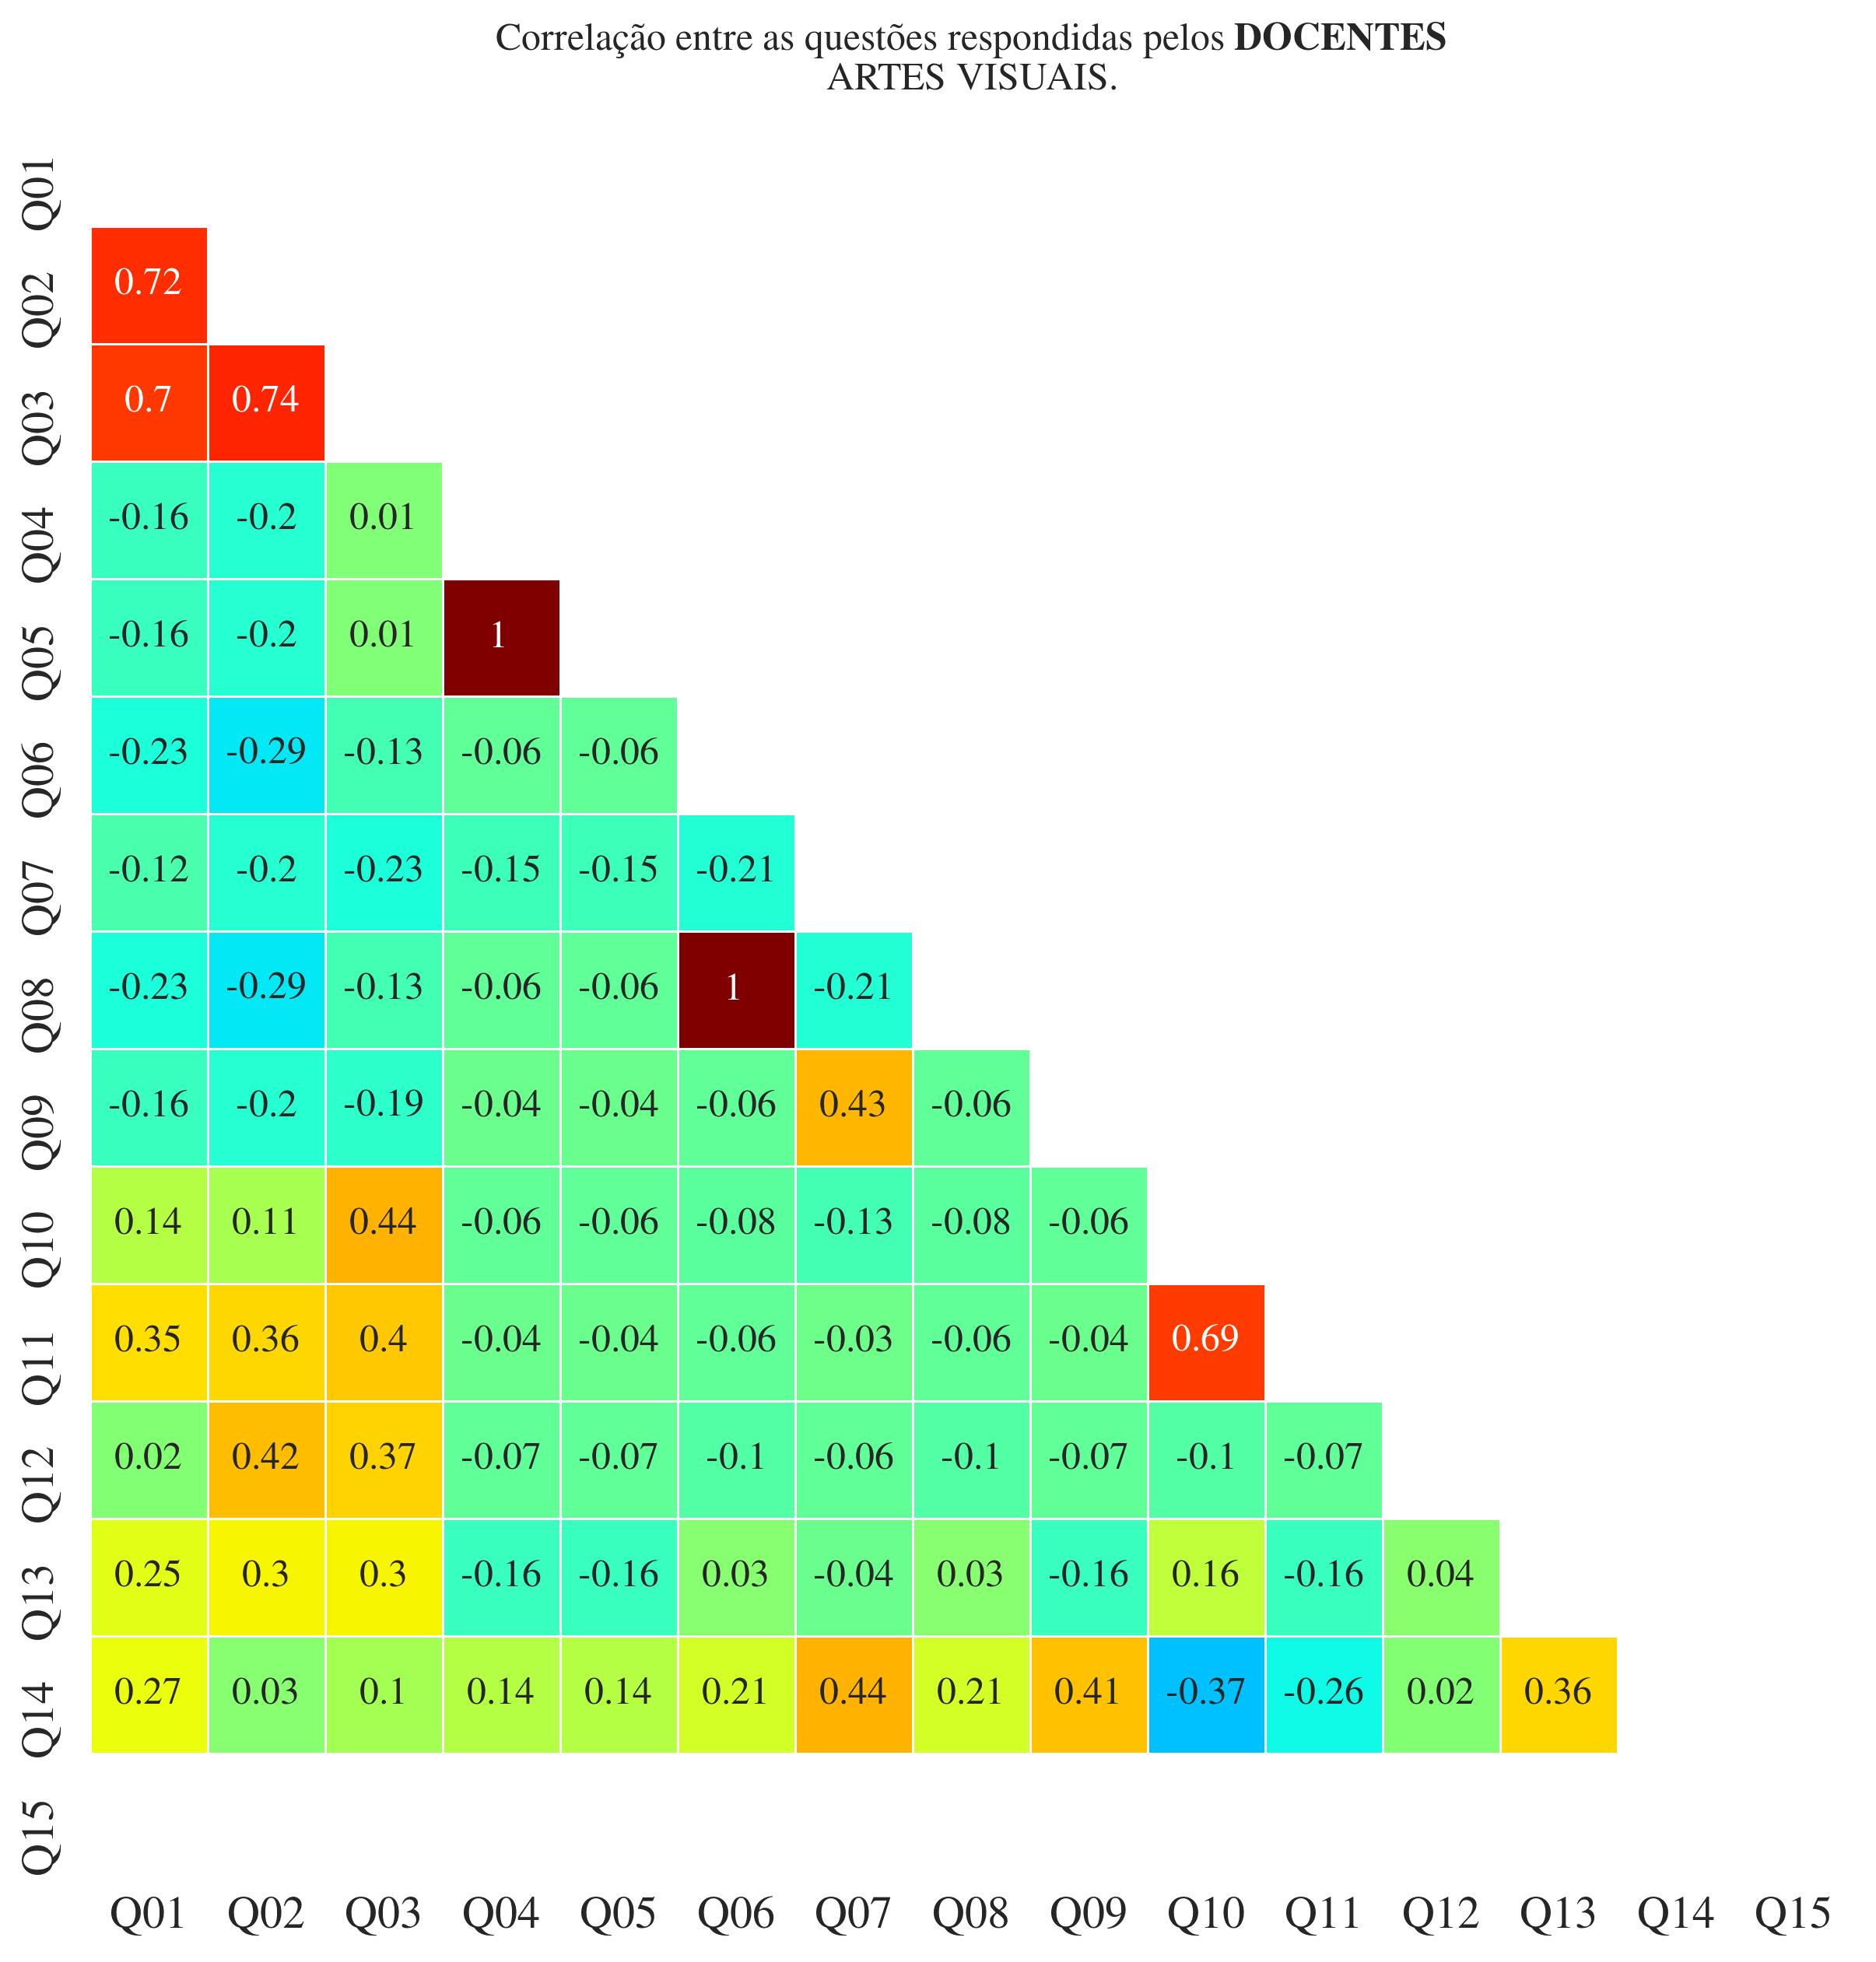 Correlação entre as questões respondidas pelos DOCENTES
ARTES VISUAIS.
Q01
Q02 0.72
Q03 0.7 0.74
Q04 -0.16 -0.2 0.01
Q05 -0.16 -0.2 0.01 1
Q06 -0.23 -0.29 -0.13 -0.06 -0.06
Q07 -0.12 -0.2 -0.23 -0.15 -0.15 -0.21
Q08 -0.23 -0.29 -0.13 -0.06 -0.06 1 -0.21
Q09 -0.16 -0.2 -0.19 -0.04 -0.04 -0.06 0.43 -0.06
Q10 0.14 0.11 0.44 -0.06 -0.06 -0.08 -0.13 -0.08 -0.06
Q11 0.35 0.36 0.4 -0.04 -0.04 -0.06 -0.03 -0.06 -0.04 0.69
Q12 0.02 0.42 0.37 -0.07 -0.07 -0.1 -0.06 -0.1 -0.07 -0.1 -0.07
Q13 0.25 0.3 0.3 -0.16 -0.16 0.03 -0.04 0.03 -0.16 0.16 -0.16 0.04
Q14 0.27 0.03 0.1 0.14 0.14 0.21 0.44 0.21 0.41 -0.37 -0.26 0.02 0.36
Q15
Q01 Q02 Q03 Q04 Q05 Q06 Q07 Q08 Q09 Q10 Q11 Q12 Q13 Q14 Q15